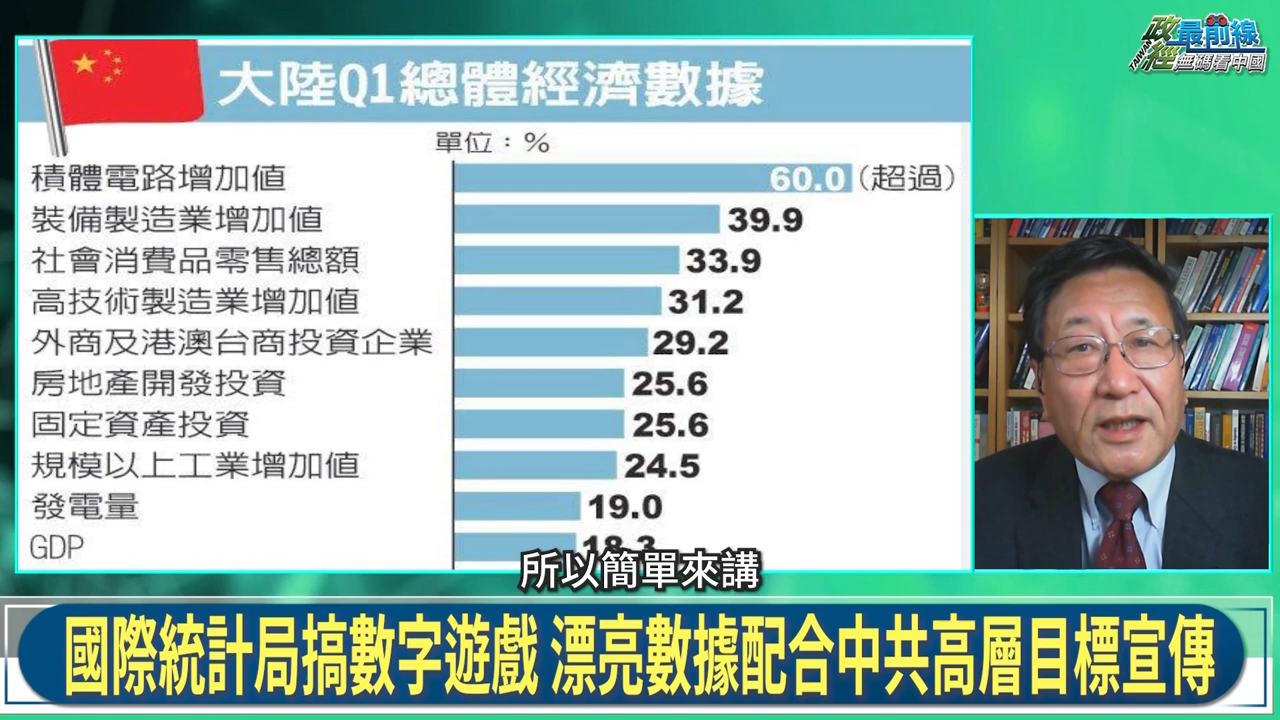 政經最前線
TAIWAN
無碼看中國
大陸Q1總體經濟數據
單位：%
積體電路增加值 60.0 (超過)
裝備製造業增加值 39.9
社會消費品零售總額 33.9
高技術製造業增加值 31.2
外商及港澳台商投資企業 29.2
房地產開發投資 25.6
固定資產投資 25.6
規模以上工業增加值 24.5
發電量 19.0
GDP 18.3
所以簡單來講
國際統計局搞數字遊戲 漂亮數據配合中共高層目標宣傳